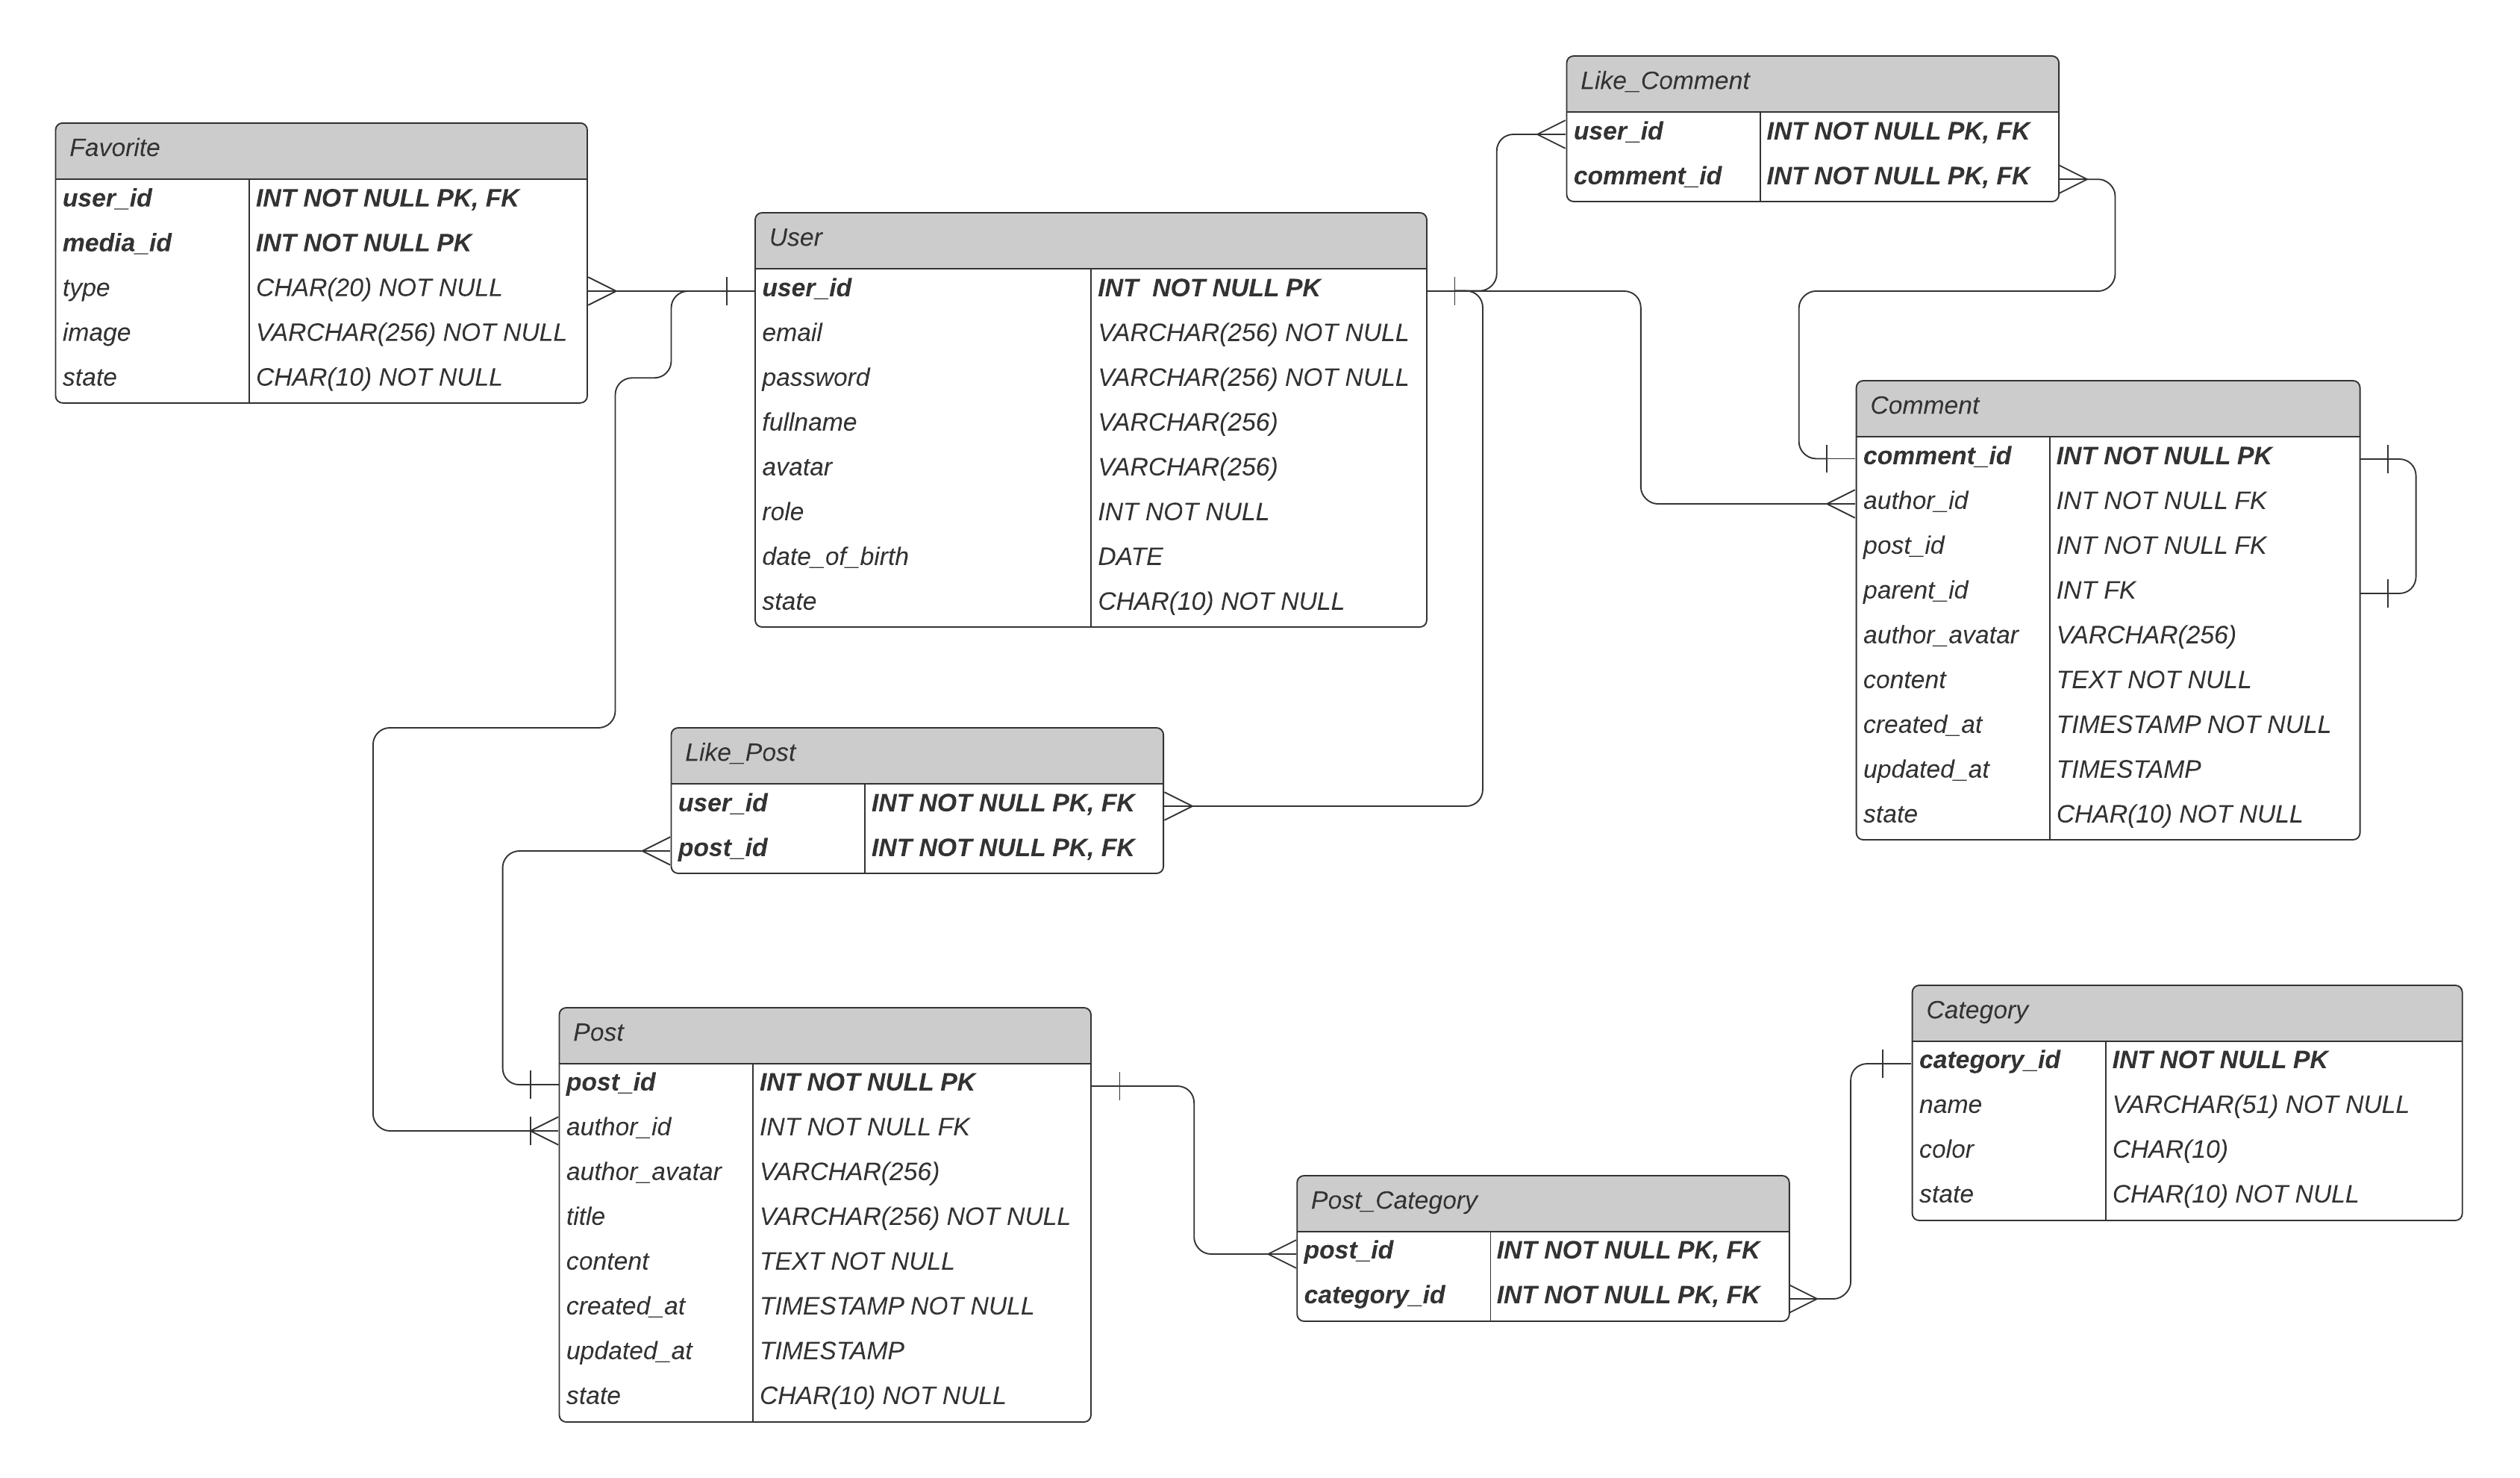 Like_Comment
user_id INT NOT NULL PK, FK
comment_id INT NOT NULL PK, FK
Favorite
user_id INT NOT NULL PK, FK
media_id INT NOT NULL PK
type CHAR(20) NOT NULL
image VARCHAR(256) NOT NULL
state CHAR(10) NOT NULL
User
user_id INT  NOT NULL PK
email VARCHAR(256) NOT NULL
password VARCHAR(256) NOT NULL
fullname VARCHAR(256)
avatar VARCHAR(256)
role INT NOT NULL
date_of_birth DATE
state CHAR(10) NOT NULL
Comment
comment_id INT NOT NULL PK
author_id INT NOT NULL FK
post_id INT NOT NULL FK
parent_id INT FK
author_avatar VARCHAR(256)
content TEXT NOT NULL
created_at TIMESTAMP NOT NULL
updated_at TIMESTAMP
state CHAR(10) NOT NULL
Like_Post
user_id INT NOT NULL PK, FK
post_id INT NOT NULL PK, FK
Post
post_id INT NOT NULL PK
author_id INT NOT NULL FK
author_avatar VARCHAR(256)
title VARCHAR(256) NOT NULL
content TEXT NOT NULL
created_at TIMESTAMP NOT NULL
updated_at TIMESTAMP
state CHAR(10) NOT NULL
Category
category_id INT NOT NULL PK
name VARCHAR(51) NOT NULL
color CHAR(10)
state CHAR(10) NOT NULL
Post_Category
post_id INT NOT NULL PK, FK
category_id INT NOT NULL PK, FK